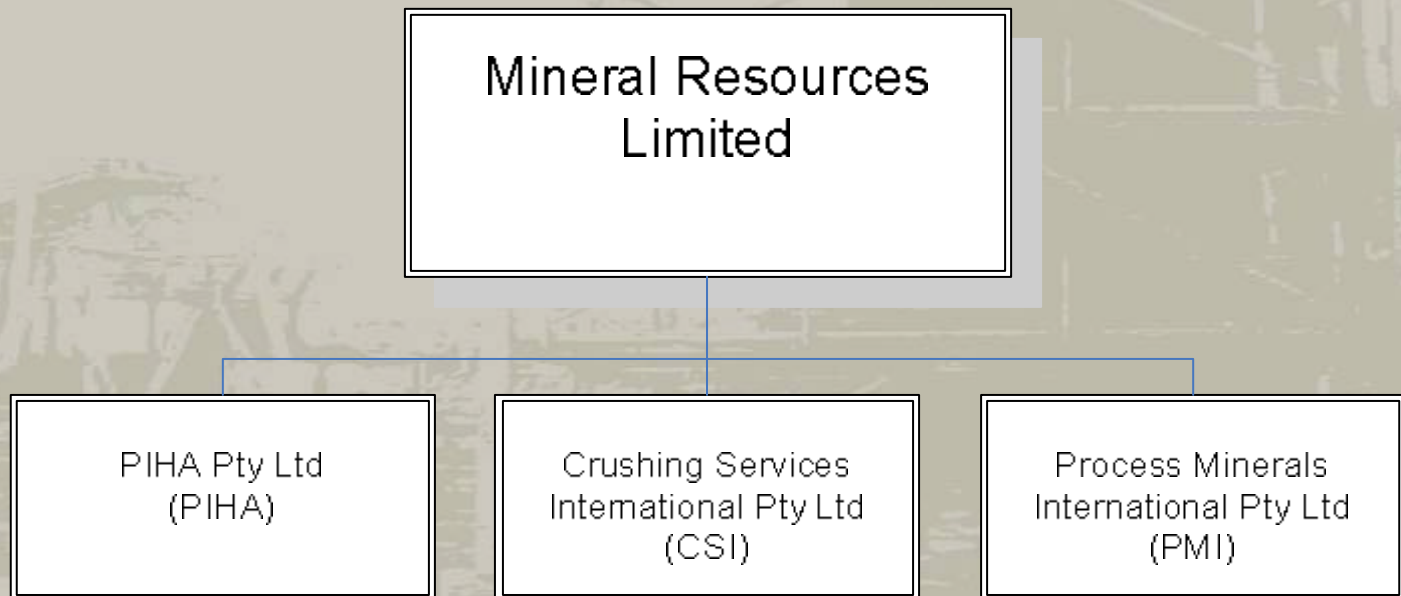 Mineral Resources
Limited
PIHA Pty Ltd
(PIHA)
Crushing Services
International Pty Ltd
(CSI)
Process Minerals
International Pty Ltd
(PMI)